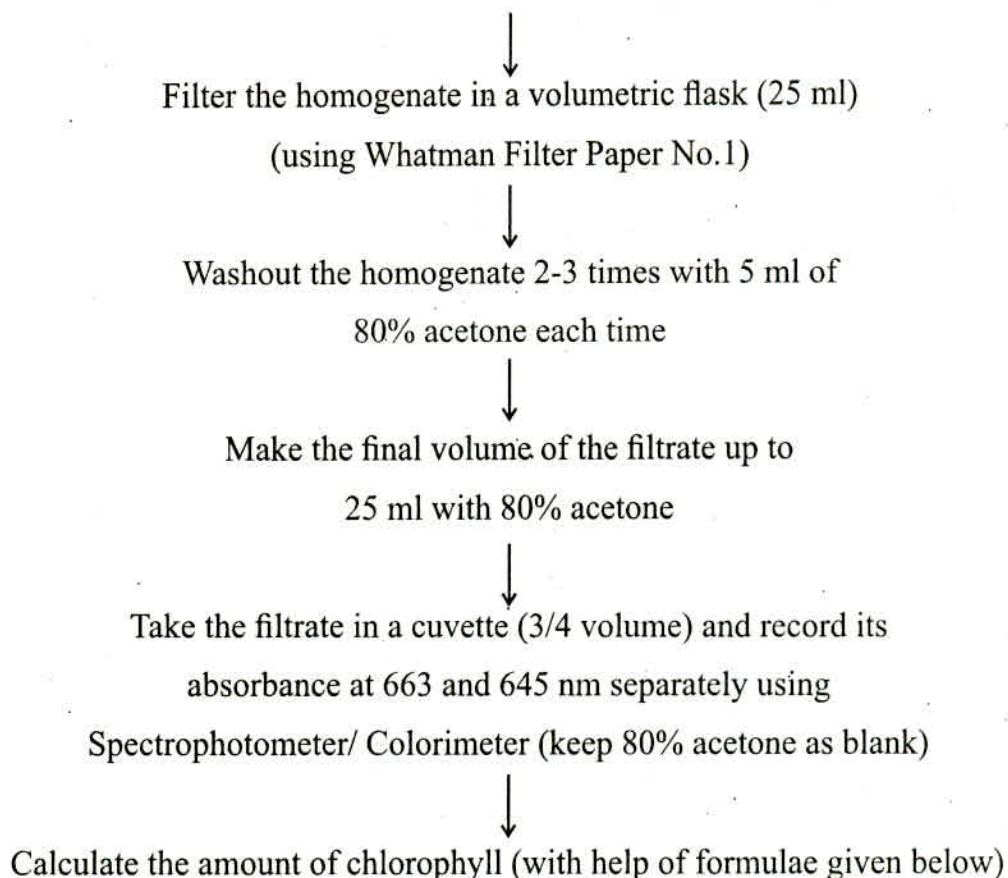 Filter the homogenate in a volumetric flask (25 ml)
(using Whatman Filter Paper No.1)
Washout the homogenate 2-3 times with 5 ml of
80% acetone each time
Make the final volume of the filtrate up to
25 ml with 80% acetone
Take the filtrate in a cuvette (3/4 volume) and record its
absorbance at 663 and 645 nm separately using
Spectrophotometer/ Colorimeter (keep 80% acetone as blank)
Calculate the amount of chlorophyll (with help of formulae given below)